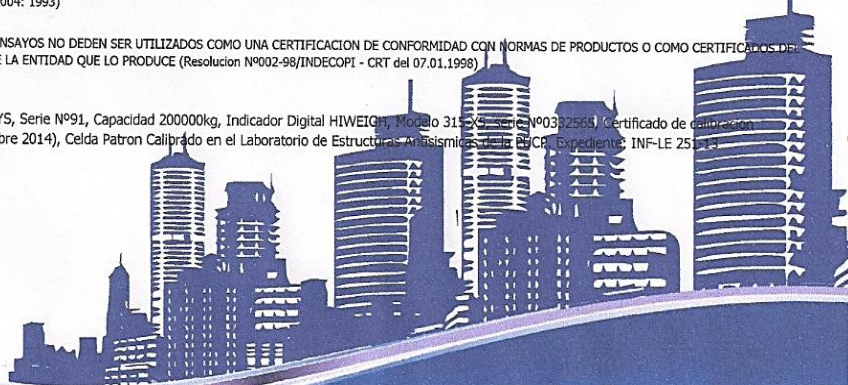 004: 1993)
NSAYOS NO DEDEN SER UTILIZADOS COMO UNA CERTIFICACION DE CONFORMIDAD CON NORMAS DE PRODUCTOS O COMO CERTIFICADOS DEL
E LA ENTIDAD QUE LO PRODUCE (Resolucion Nº002-98/INDECOPI - CRT del 07.01.1998)
YS, Serie Nº91, Capacidad 200000kg, Indicador Digital HIWEIGH, Modelo 315-X5, serie Nº0332565, Certificado de calibracion
bre 2014), Celda Patron Calibrado en el Laboratorio de Estructuras Antisismicas de la PUCP. Expediente: INF-LE 251-13